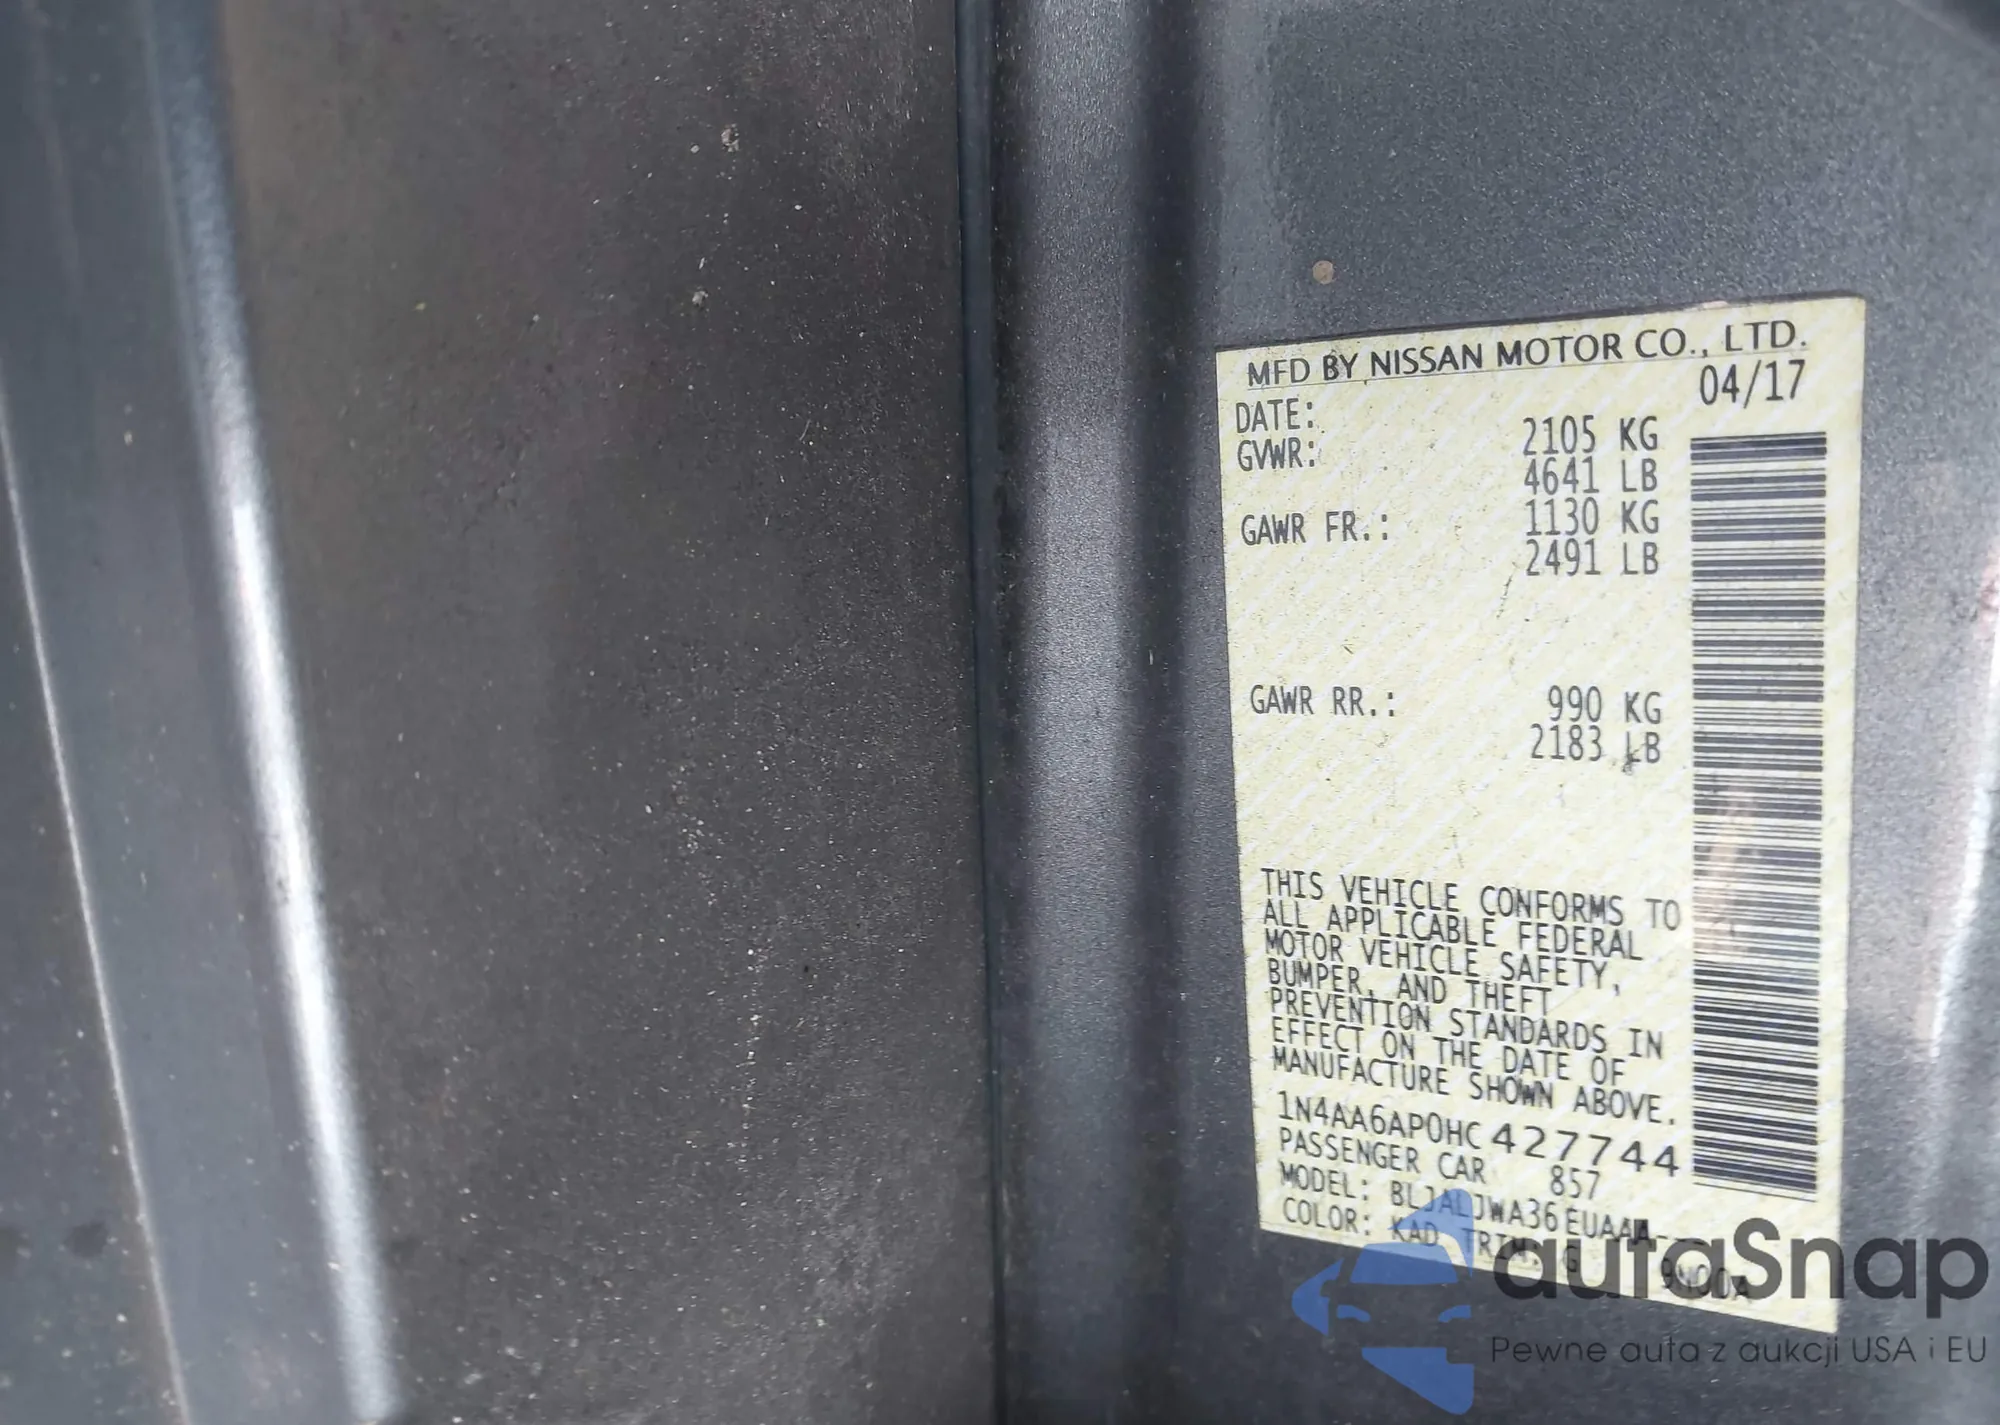 MFD BY NISSAN MOTOR CO., LTD.
DATE: 04/17
GVWR: 2105 KG
4641 LB
GAWR FR.: 1130 KG
2491 LB
GAWR RR.: 990 KG
2183 LB
THIS VEHICLE CONFORMS TO
ALL APPLICABLE FEDERAL
MOTOR VEHICLE SAFETY,
BUMPER, AND THEFT
PREVENTION STANDARDS IN
EFFECT ON THE DATE OF
MANUFACTURE SHOWN ABOVE.
1N4AA6AP0HC427744
PASSENGER CAR 857
MODEL: BLJALJWA36EUAAA---
COLOR: KAD TRIM: G
autaSnap
Pewne auta z aukcji USA i EU